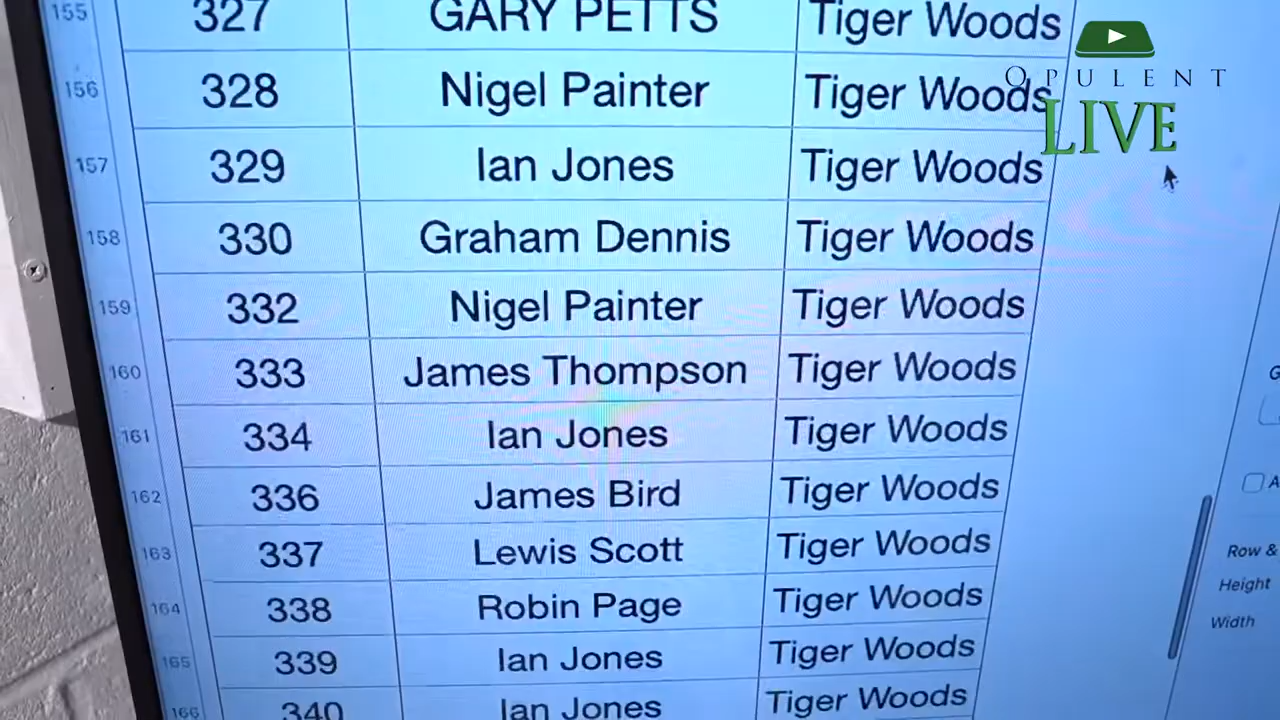 155 327 GARY PETTS Tiger Woods
156 328 Nigel Painter Tiger Woods
OPULENT
LIVE
157 329 Ian Jones Tiger Woods
158 330 Graham Dennis Tiger Woods
159 332 Nigel Painter Tiger Woods
160 333 James Thompson Tiger Woods
161 334 Ian Jones Tiger Woods
162 336 James Bird Tiger Woods
163 337 Lewis Scott Tiger Woods
164 338 Robin Page Tiger Woods
165 339 Ian Jones Tiger Woods
166 340 Ian Jones Tiger Woods
Row &
Height
Width